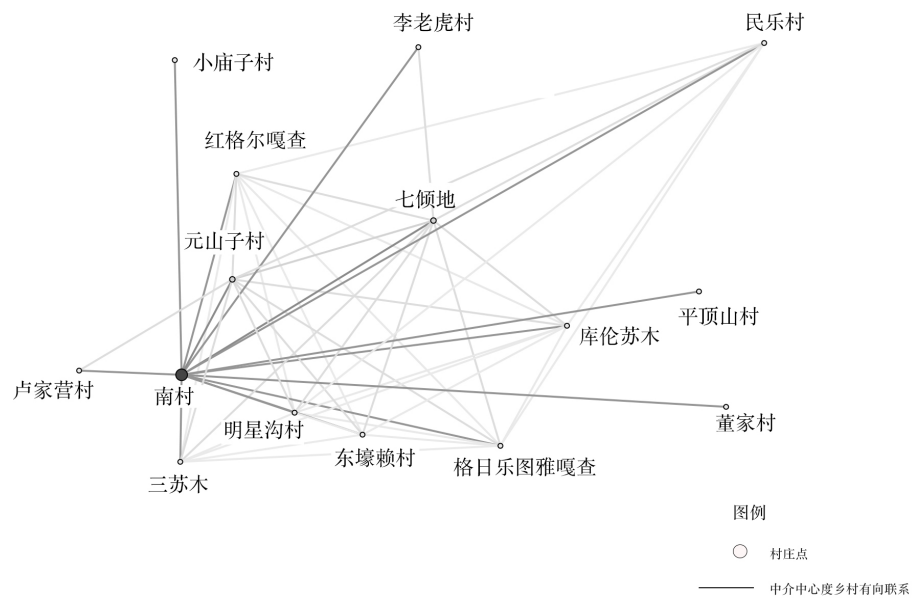 李老虎村
民乐村
小庙子村
红格尔嘎查
七倾地
元山子村
平顶山村
库伦苏木
卢家营村
南村
董家村
明星沟村
东壕赖村
格日乐图雅嘎查
三苏木
图例
村庄点
中介中心度乡村有向联系